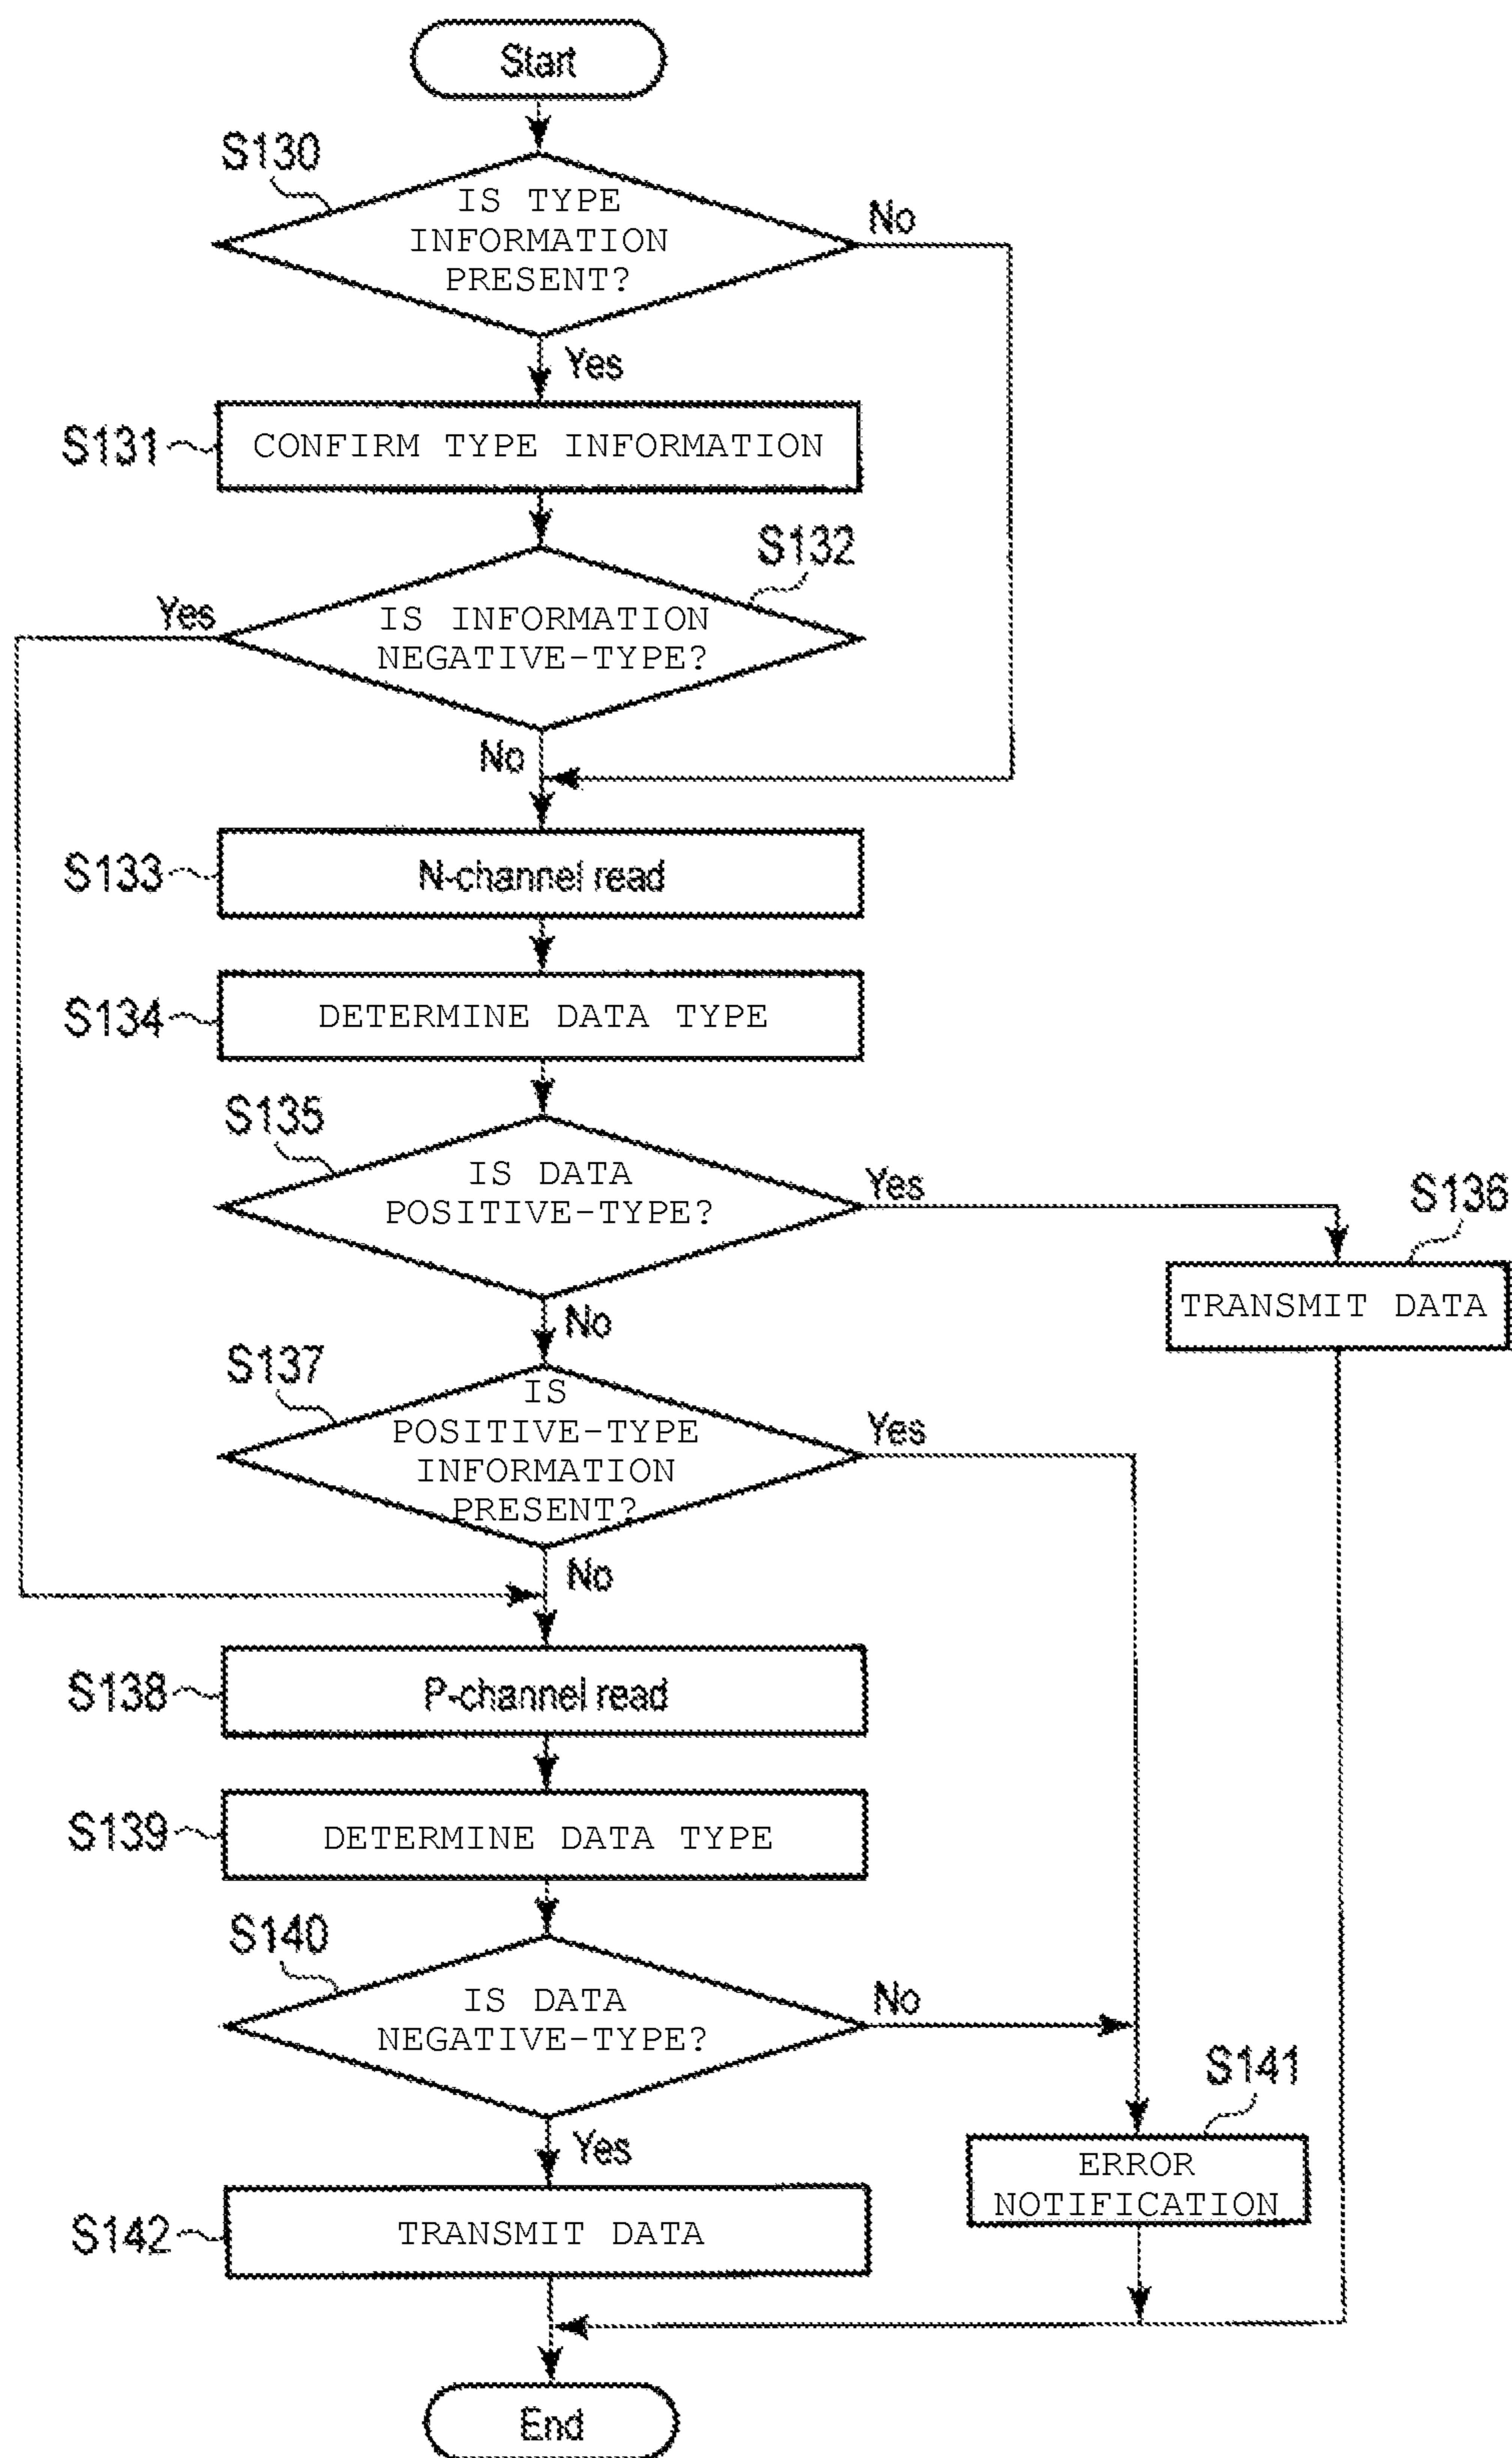 Start
S130
IS TYPE
INFORMATION
PRESENT?
No
Yes
S131
CONFIRM TYPE INFORMATION
S132
Yes
IS INFORMATION
NEGATIVE-TYPE?
No
S133
N-channel read
S134
DETERMINE DATA TYPE
S135
IS DATA
POSITIVE-TYPE?
Yes
S136
TRANSMIT DATA
No
S137
IS
POSITIVE-TYPE
INFORMATION
PRESENT?
Yes
No
S138
P-channel read
S139
DETERMINE DATA TYPE
S140
IS DATA
NEGATIVE-TYPE?
No
S141
ERROR
NOTIFICATION
Yes
S142
TRANSMIT DATA
End